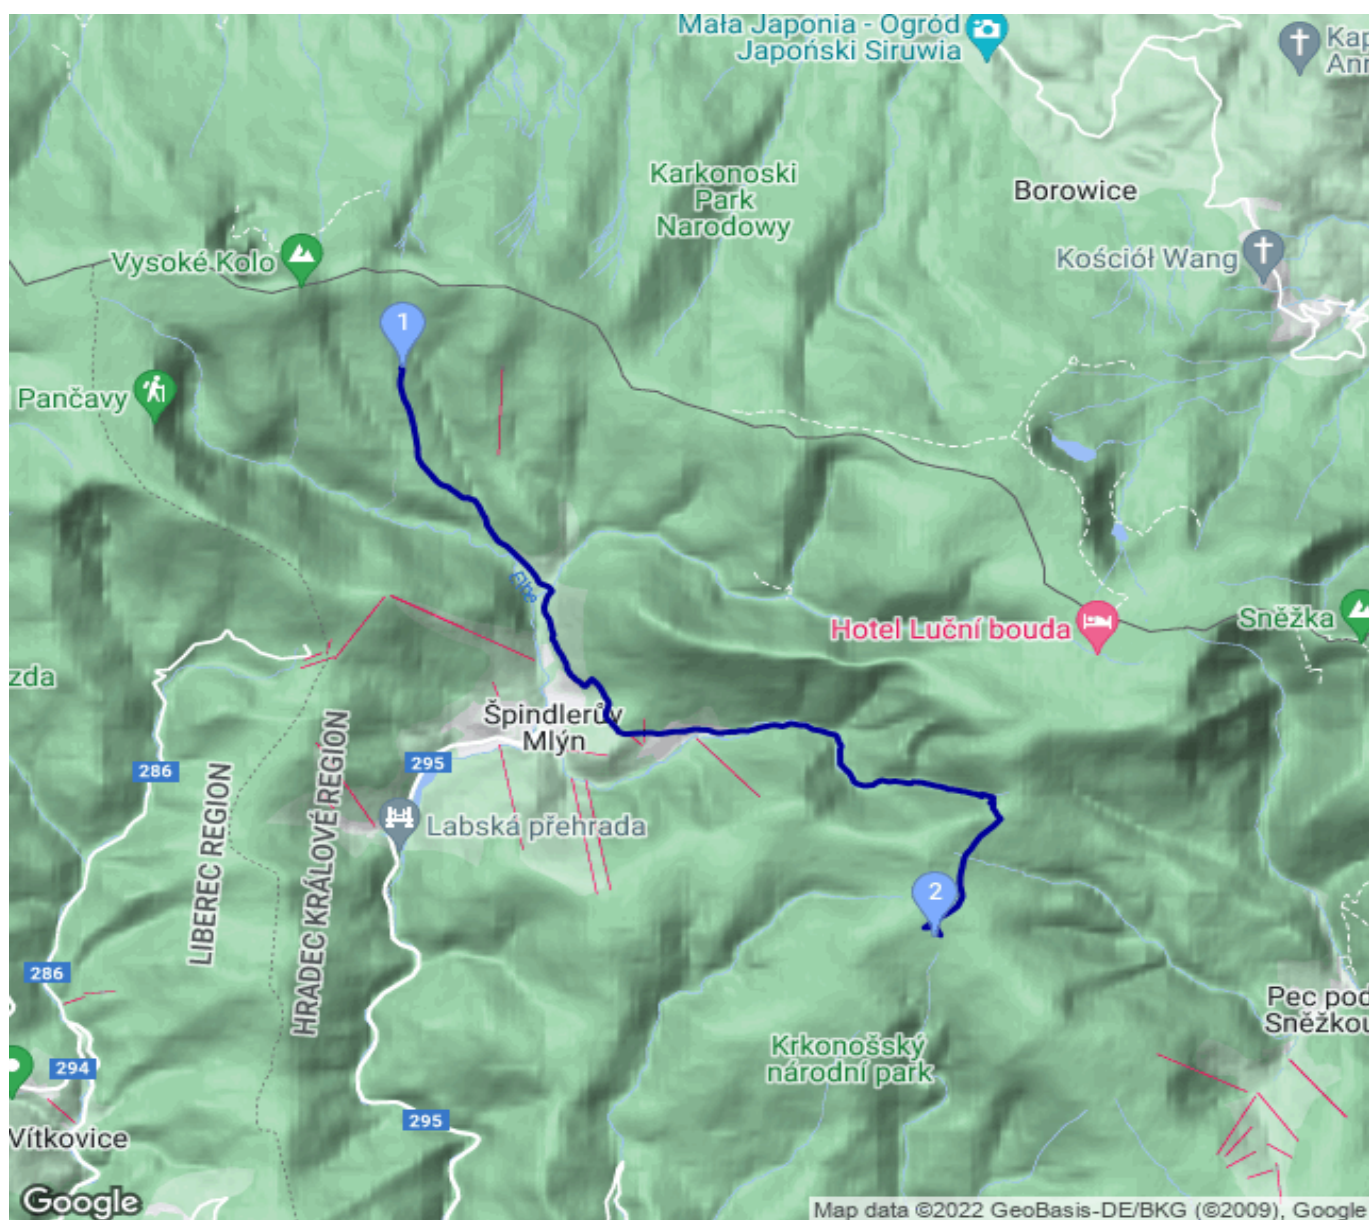 Mała Japonia - Ogród
Japoński Siruwia
Kap
Ann
Karkonoski
Park
Narodowy
Borowice
Vysoké Kolo
Kościół Wang
1
Pančavy
Elbe
Hotel Luční bouda
Sněžka
zda
Špindlerův
Mlýn
286
295
LIBEREC REGION
HRADEC KRÁLOVÉ REGION
Labská přehrada
2
286
Pec pod
Sněžkou
Krkonošský
národní park
294
295
Vítkovice
Google
Map data ©2022 GeoBasis-DE/BKG (©2009), Google